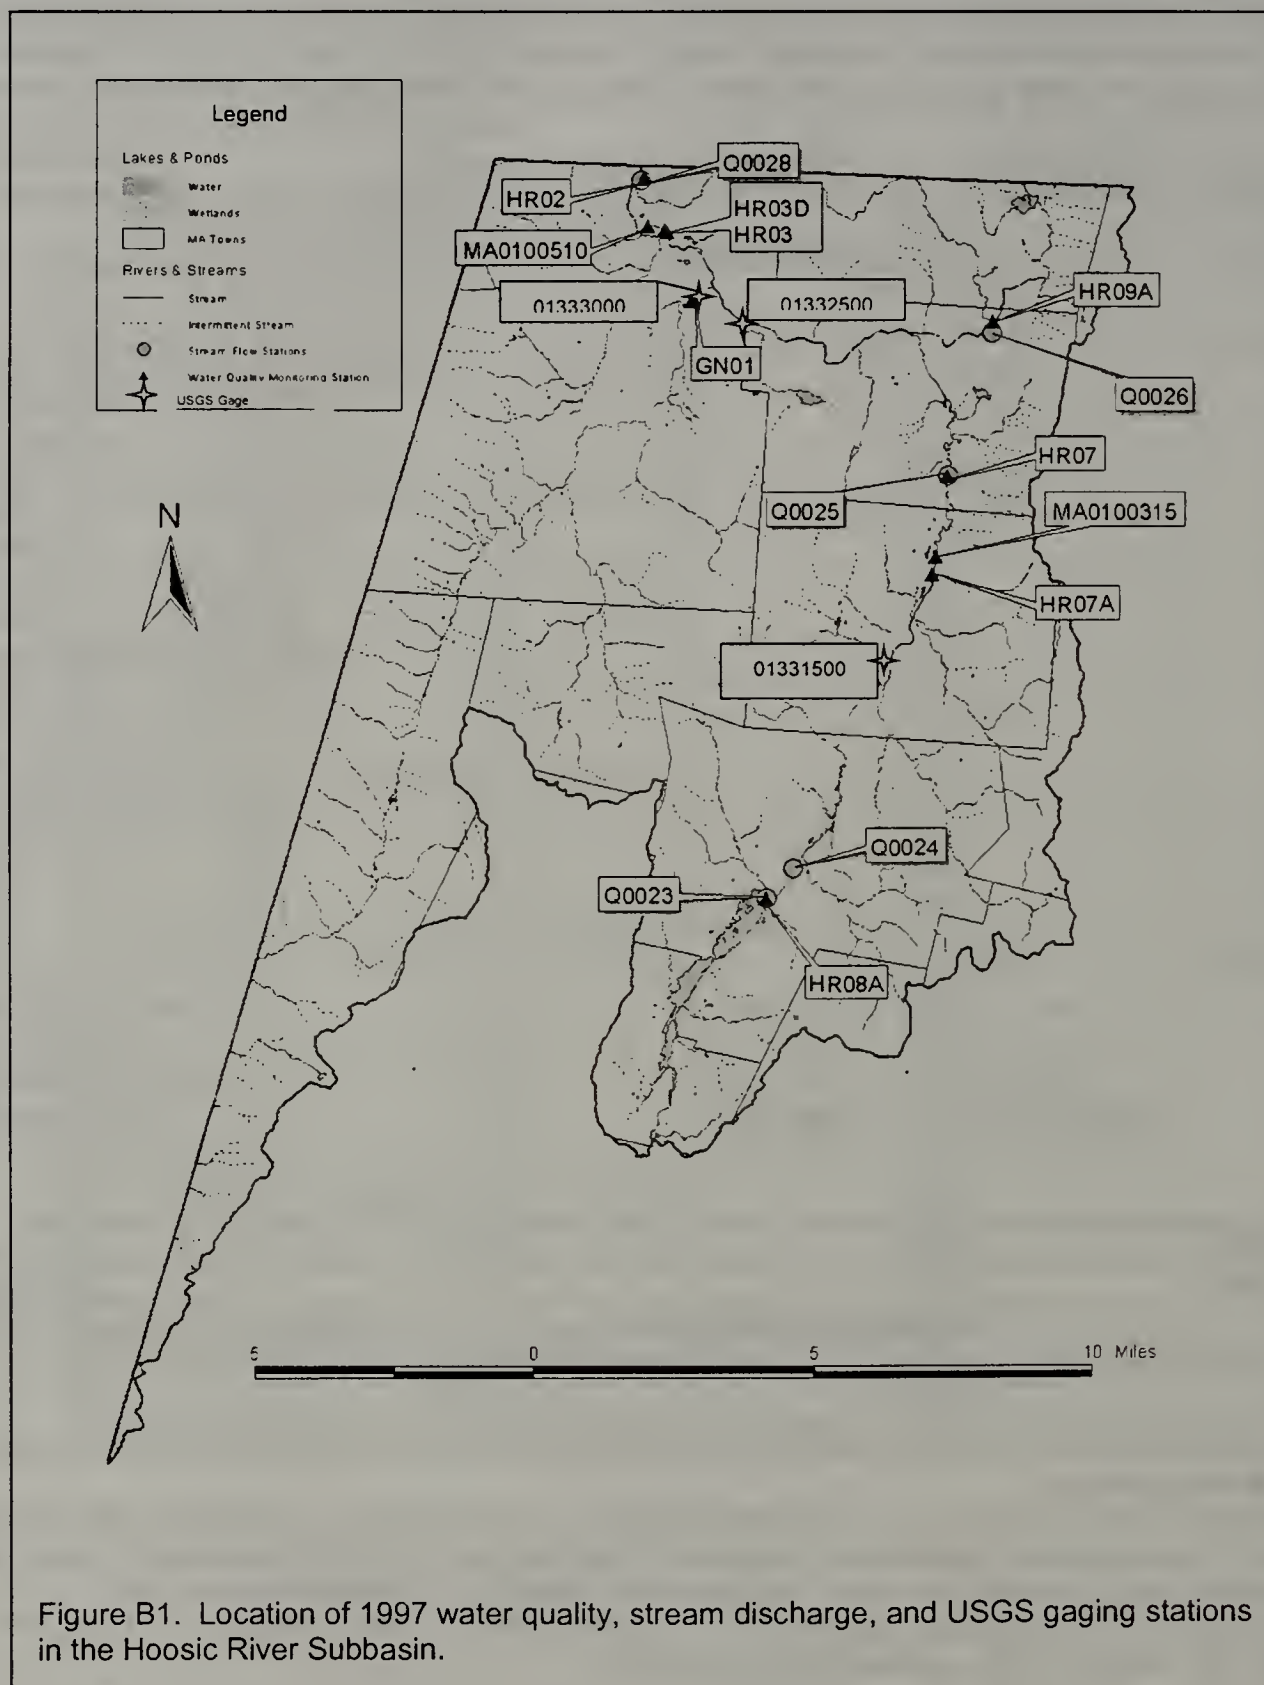 Legend
Lakes & Ponds
Water
Wetlands
MA Towns
Rivers & Streams
Stream
Intermittent Stream
Stream Flow Stations
Water Quality Monitoring Station
USGS Gage
Q0028
HR02
HR03D
HR03
MA0100510
01333000
01332500
HR09A
GN01
Q0026
HR07
Q0025
MA0100315
HR07A
N
01331500
Q0024
Q0023
HR08A
5 0 5 10 Miles
Figure B1. Location of 1997 water quality, stream discharge, and USGS gaging stations
in the Hoosic River Subbasin.